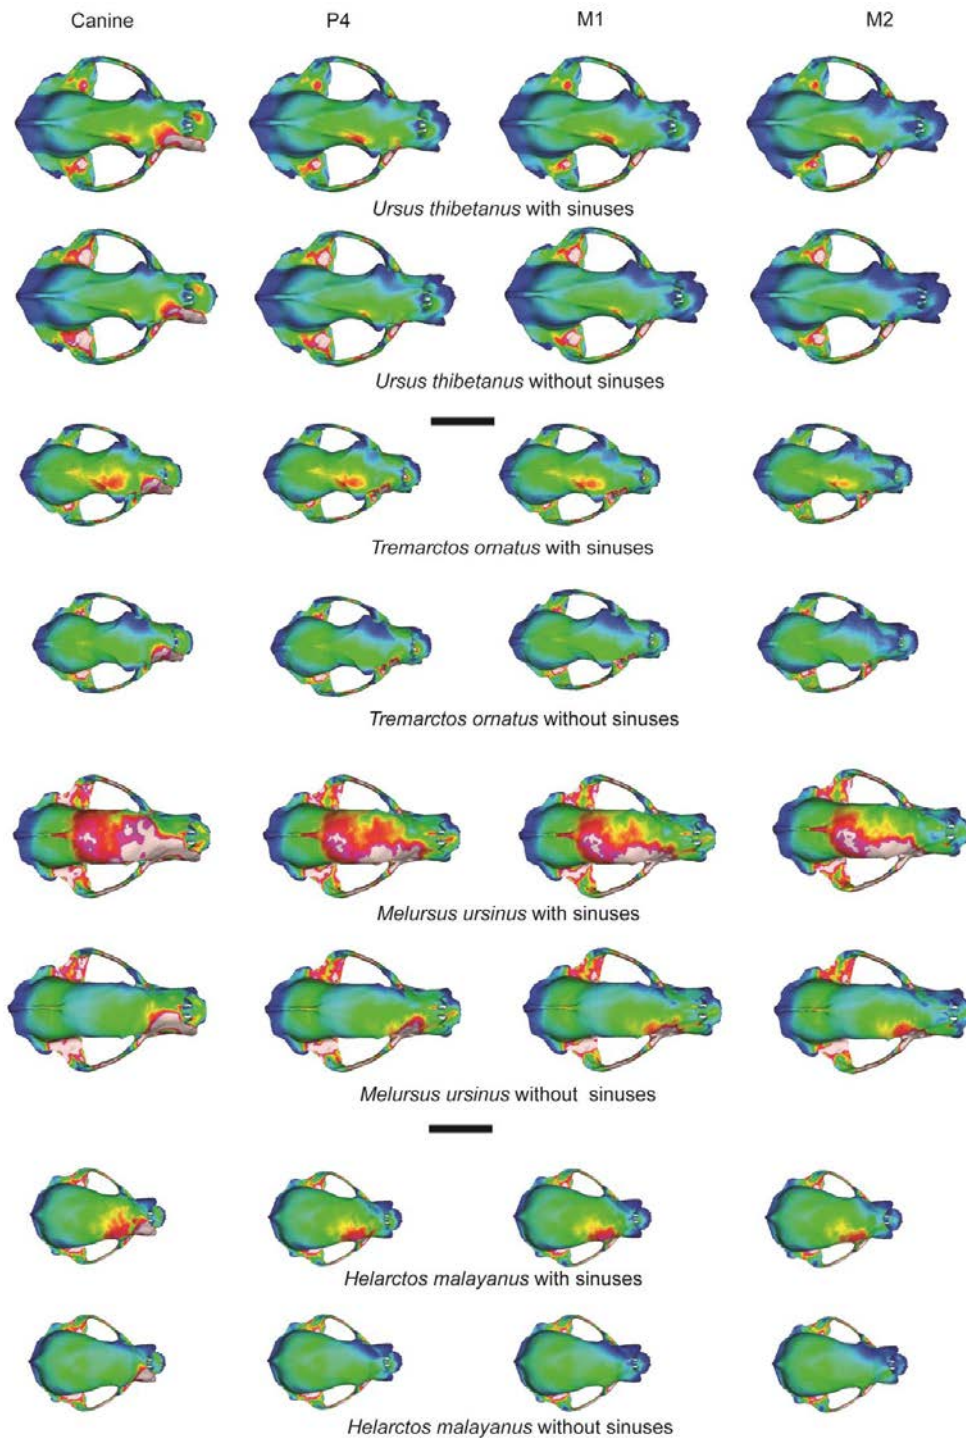 Canine P4 M1 M2
Ursus thibetanus with sinuses
Ursus thibetanus without sinuses
Tremarctos ornatus with sinuses
Tremarctos ornatus without sinuses
Melursus ursinus with sinuses
Melursus ursinus without sinuses
Helarctos malayanus with sinuses
Helarctos malayanus without sinuses